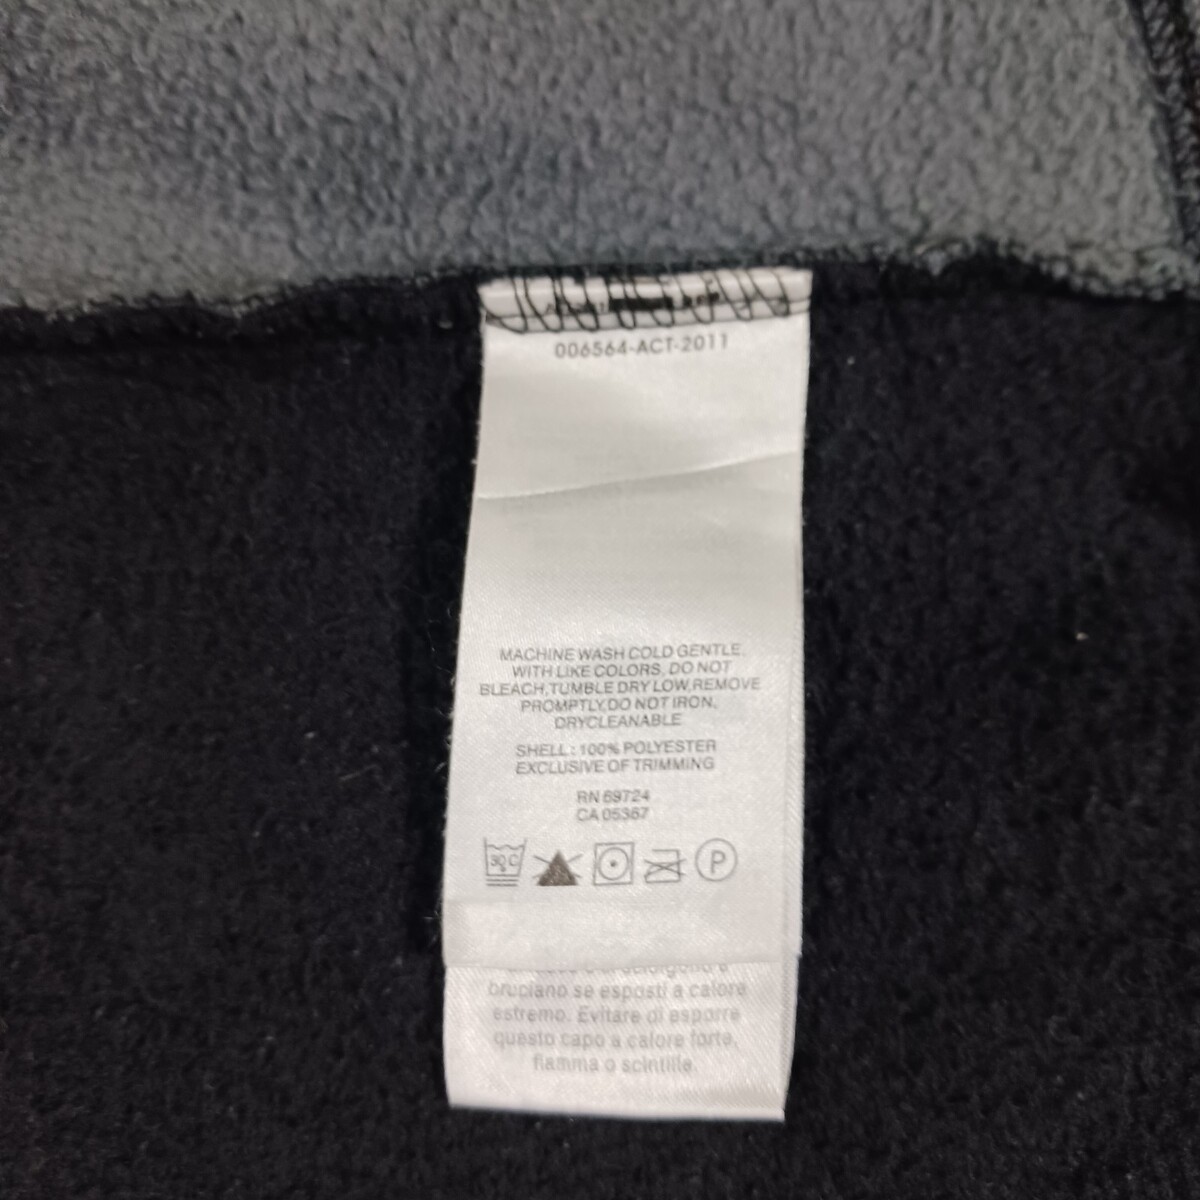 006564-ACT-2011
MACHINE WASH COLD GENTLE,
WITH LIKE COLORS, DO NOT
BLEACH,TUMBLE DRY LOW,REMOVE
PROMPTLY,DO NOT IRON,
DRYCLEANABLE
SHELL : 100% POLYESTER
EXCLUSIVE OF TRIMMING
RN 69724
CA 05367
30 C
P
bruciano se esposti a calore
estremo. Evitare di esporre
questo capo a calore forte,
fiamma o scintille.